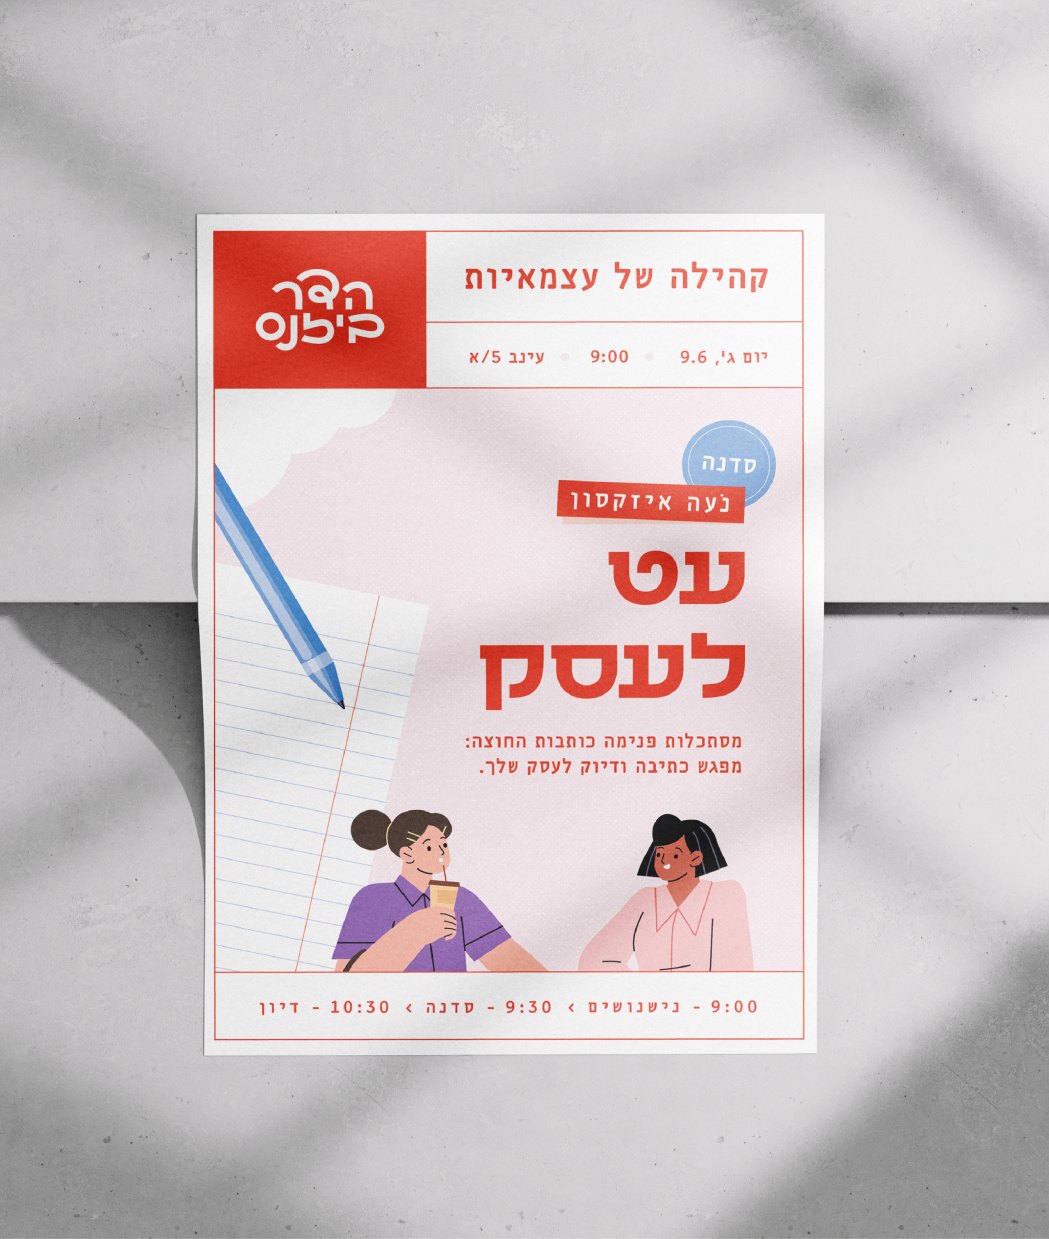 הדר
ביזנס
קהילה של עצמאיות
יום ג', 9.6 • 9:00 • עינב 5/א
סדנה
נעה איזקסון
עט
לעסק
מסתכלות פנימה כותבות החוצה:
מפגש כתיבה ודיוק לעסק שלך.
9:00 - נישנושים › 9:30 - סדנה › 10:30 - דיון